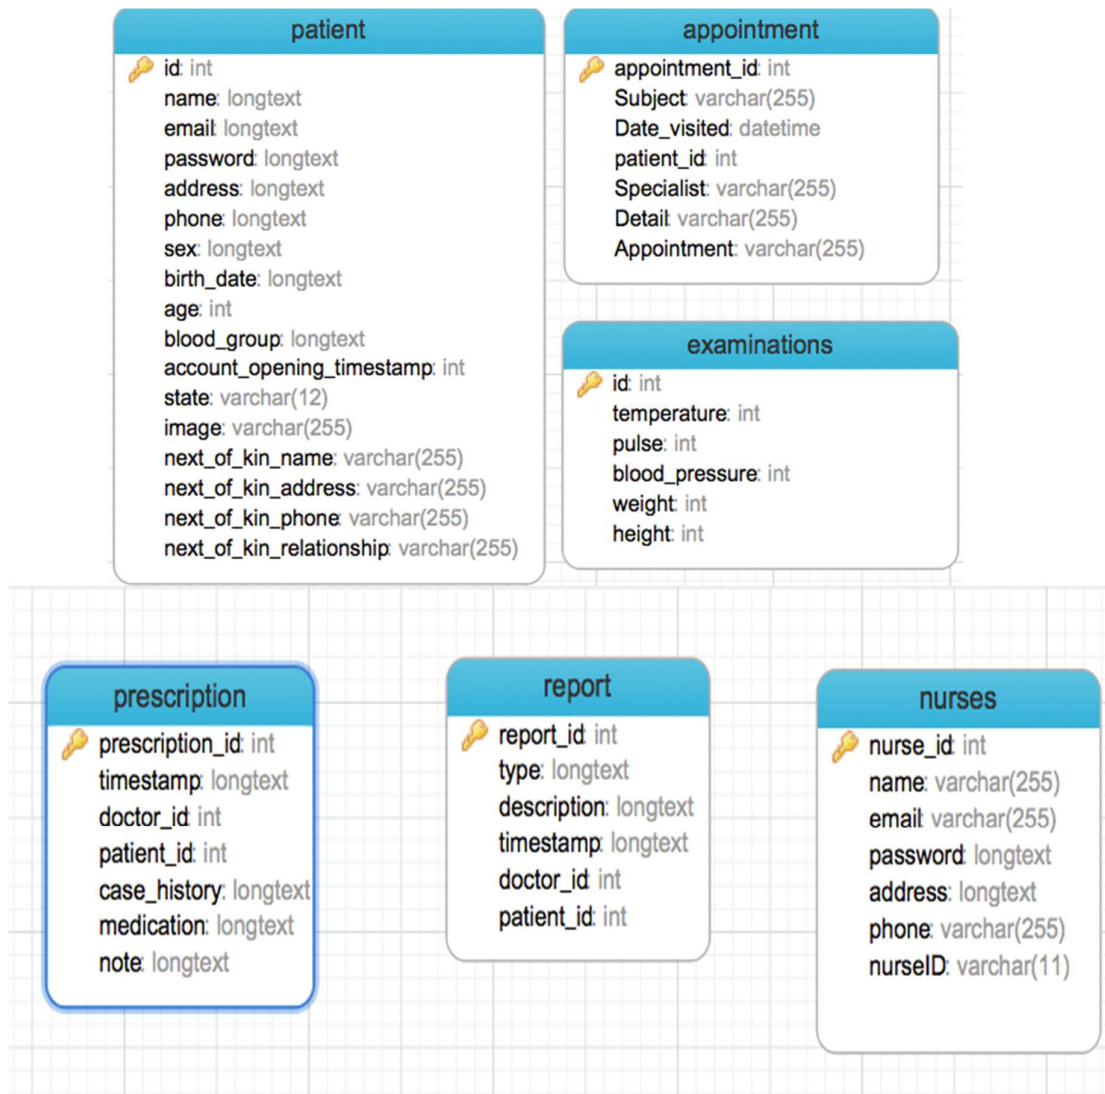 patient
id: int
name: longtext
email: longtext
password: longtext
address: longtext
phone: longtext
sex: longtext
birth_date: longtext
age: int
blood_group: longtext
account_opening_timestamp: int
state: varchar(12)
image: varchar(255)
next_of_kin_name: varchar(255)
next_of_kin_address: varchar(255)
next_of_kin_phone: varchar(255)
next_of_kin_relationship: varchar(255)
appointment
appointment_id: int
Subject: varchar(255)
Date_visited: datetime
patient_id: int
Specialist: varchar(255)
Detail: varchar(255)
Appointment: varchar(255)
examinations
id: int
temperature: int
pulse: int
blood_pressure: int
weight: int
height: int
prescription
prescription_id: int
timestamp: longtext
doctor_id: int
patient_id: int
case_history: longtext
medication: longtext
note: longtext
report
report_id: int
type: longtext
description: longtext
timestamp: longtext
doctor_id: int
patient_id: int
nurses
nurse_id: int
name: varchar(255)
email: varchar(255)
password: longtext
address: longtext
phone: varchar(255)
nurseID: varchar(11)